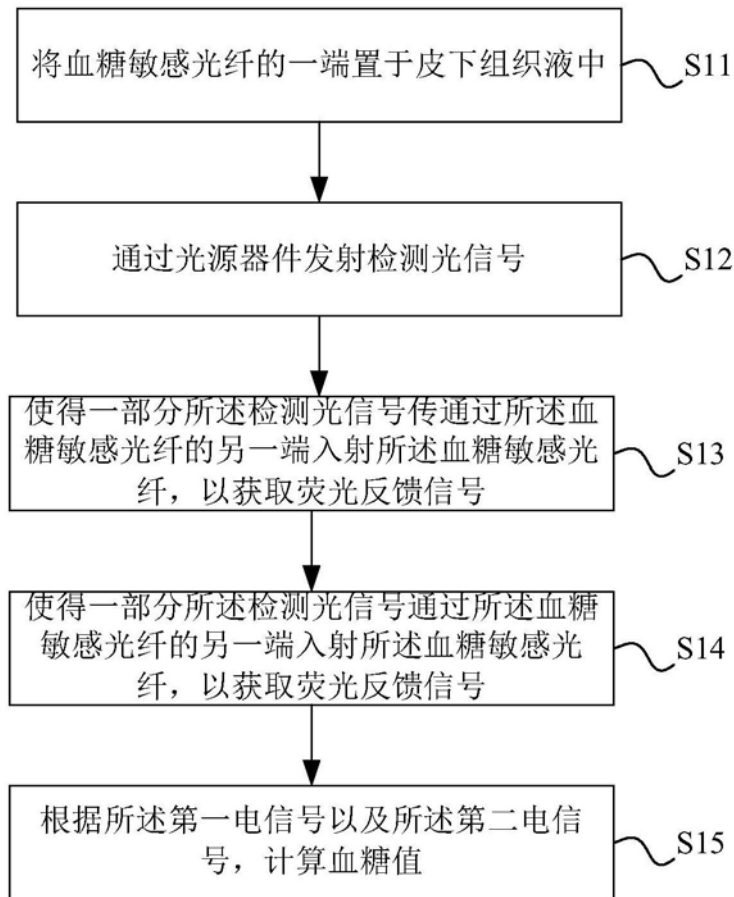 将血糖敏感光纤的一端置于皮下组织液中
S11
通过光源器件发射检测光信号
S12
使得一部分所述检测光信号传通过所述血
糖敏感光纤的另一端入射所述血糖敏感光
纤，以获取荧光反馈信号
S13
使得一部分所述检测光信号通过所述血糖
敏感光纤的另一端入射所述血糖敏感光
纤，以获取荧光反馈信号
S14
根据所述第一电信号以及所述第二电信
号，计算血糖值
S15